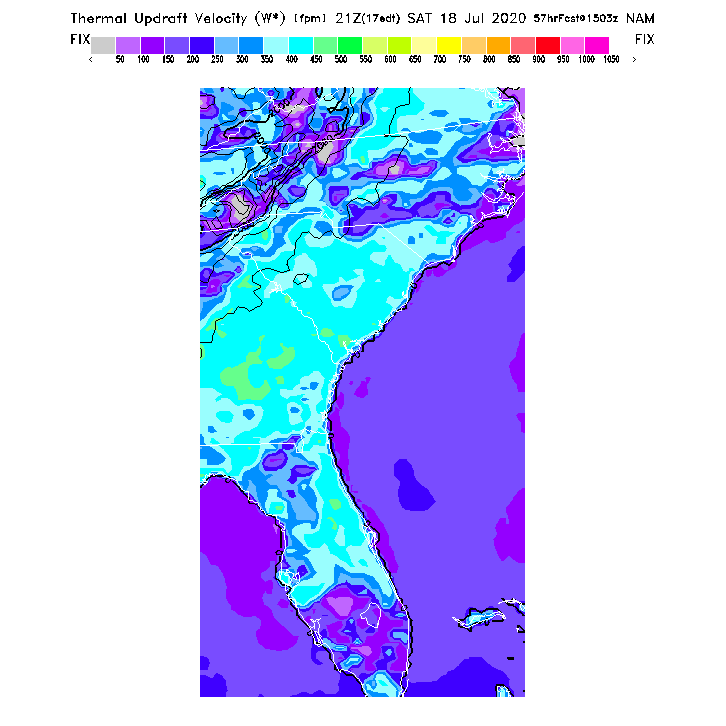 Thermal Updraft Velocity (W*) [fpm] 21Z(17edt) SAT 18 Jul 2020 57hrFcst@1503z NAM
FIX FIX
< 50 100 150 200 250 300 350 400 450 500 550 600 650 700 750 800 850 900 950 1000 1050 >